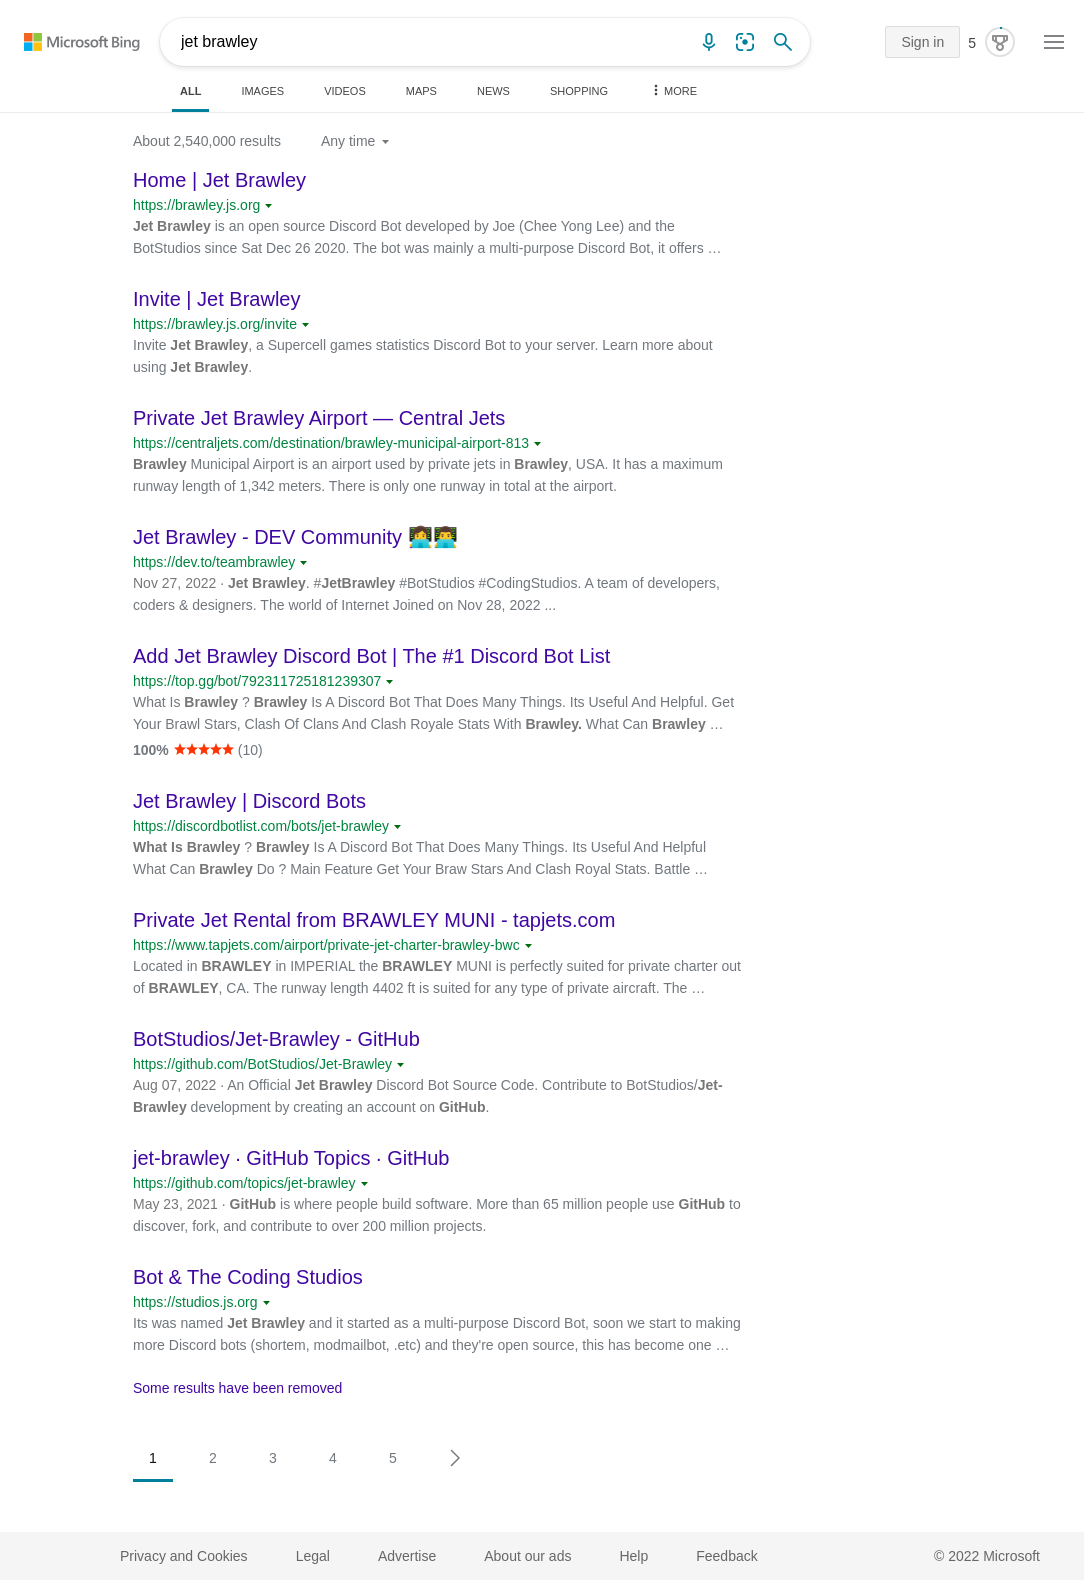 Microsoft Bing
jet brawley
Sign in
5
ALL IMAGES VIDEOS MAPS NEWS SHOPPING MORE
About 2,540,000 results Any time
Home | Jet Brawley
https://brawley.js.org
Jet Brawley is an open source Discord Bot developed by Joe (Chee Yong Lee) and the
BotStudios since Sat Dec 26 2020. The bot was mainly a multi-purpose Discord Bot, it offers …
Invite | Jet Brawley
https://brawley.js.org/invite
Invite Jet Brawley, a Supercell games statistics Discord Bot to your server. Learn more about
using Jet Brawley.
Private Jet Brawley Airport — Central Jets
https://centraljets.com/destination/brawley-municipal-airport-813
Brawley Municipal Airport is an airport used by private jets in Brawley, USA. It has a maximum
runway length of 1,342 meters. There is only one runway in total at the airport.
Jet Brawley - DEV Community 👩‍💻👨‍💻
https://dev.to/teambrawley
Nov 27, 2022 · Jet Brawley. #JetBrawley #BotStudios #CodingStudios. A team of developers,
coders & designers. The world of Internet Joined on Nov 28, 2022 ...
Add Jet Brawley Discord Bot | The #1 Discord Bot List
https://top.gg/bot/792311725181239307
What Is Brawley ? Brawley Is A Discord Bot That Does Many Things. Its Useful And Helpful. Get
Your Brawl Stars, Clash Of Clans And Clash Royale Stats With Brawley. What Can Brawley …
100% ★★★★★ (10)
Jet Brawley | Discord Bots
https://discordbotlist.com/bots/jet-brawley
What Is Brawley ? Brawley Is A Discord Bot That Does Many Things. Its Useful And Helpful
What Can Brawley Do ? Main Feature Get Your Braw Stars And Clash Royal Stats. Battle …
Private Jet Rental from BRAWLEY MUNI - tapjets.com
https://www.tapjets.com/airport/private-jet-charter-brawley-bwc
Located in BRAWLEY in IMPERIAL the BRAWLEY MUNI is perfectly suited for private charter out
of BRAWLEY, CA. The runway length 4402 ft is suited for any type of private aircraft. The …
BotStudios/Jet-Brawley - GitHub
https://github.com/BotStudios/Jet-Brawley
Aug 07, 2022 · An Official Jet Brawley Discord Bot Source Code. Contribute to BotStudios/Jet-
Brawley development by creating an account on GitHub.
jet-brawley · GitHub Topics · GitHub
https://github.com/topics/jet-brawley
May 23, 2021 · GitHub is where people build software. More than 65 million people use GitHub to
discover, fork, and contribute to over 200 million projects.
Bot & The Coding Studios
https://studios.js.org
Its was named Jet Brawley and it started as a multi-purpose Discord Bot, soon we start to making
more Discord bots (shortem, modmailbot, .etc) and they're open source, this has become one …
Some results have been removed
1 2 3 4 5
Privacy and Cookies Legal Advertise About our ads Help Feedback © 2022 Microsoft